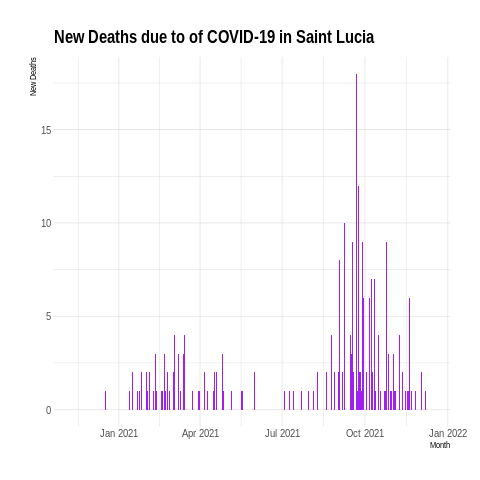 New Deaths due to of COVID-19 in Saint Lucia
New Deaths
15
10
5
0
Jan 2021 Apr 2021 Jul 2021 Oct 2021 Jan 2022
Month